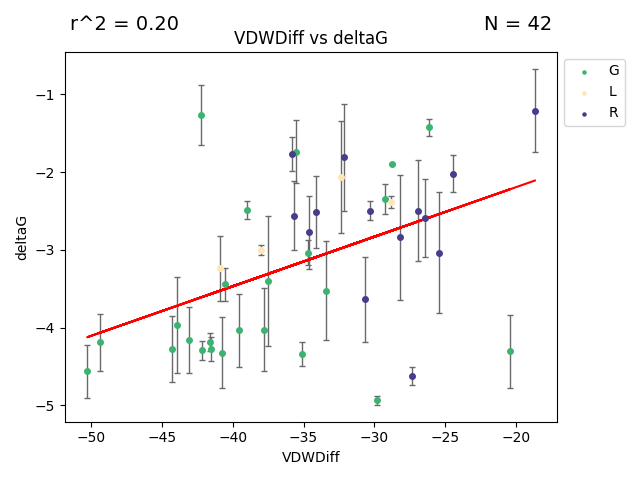 r^2 = 0.20
N = 42
VDWDiff vs deltaG
G
L
R
−1
−2
−3
−4
−5
deltaG
−50
−45
−40
−35
−30
−25
−20
VDWDiff